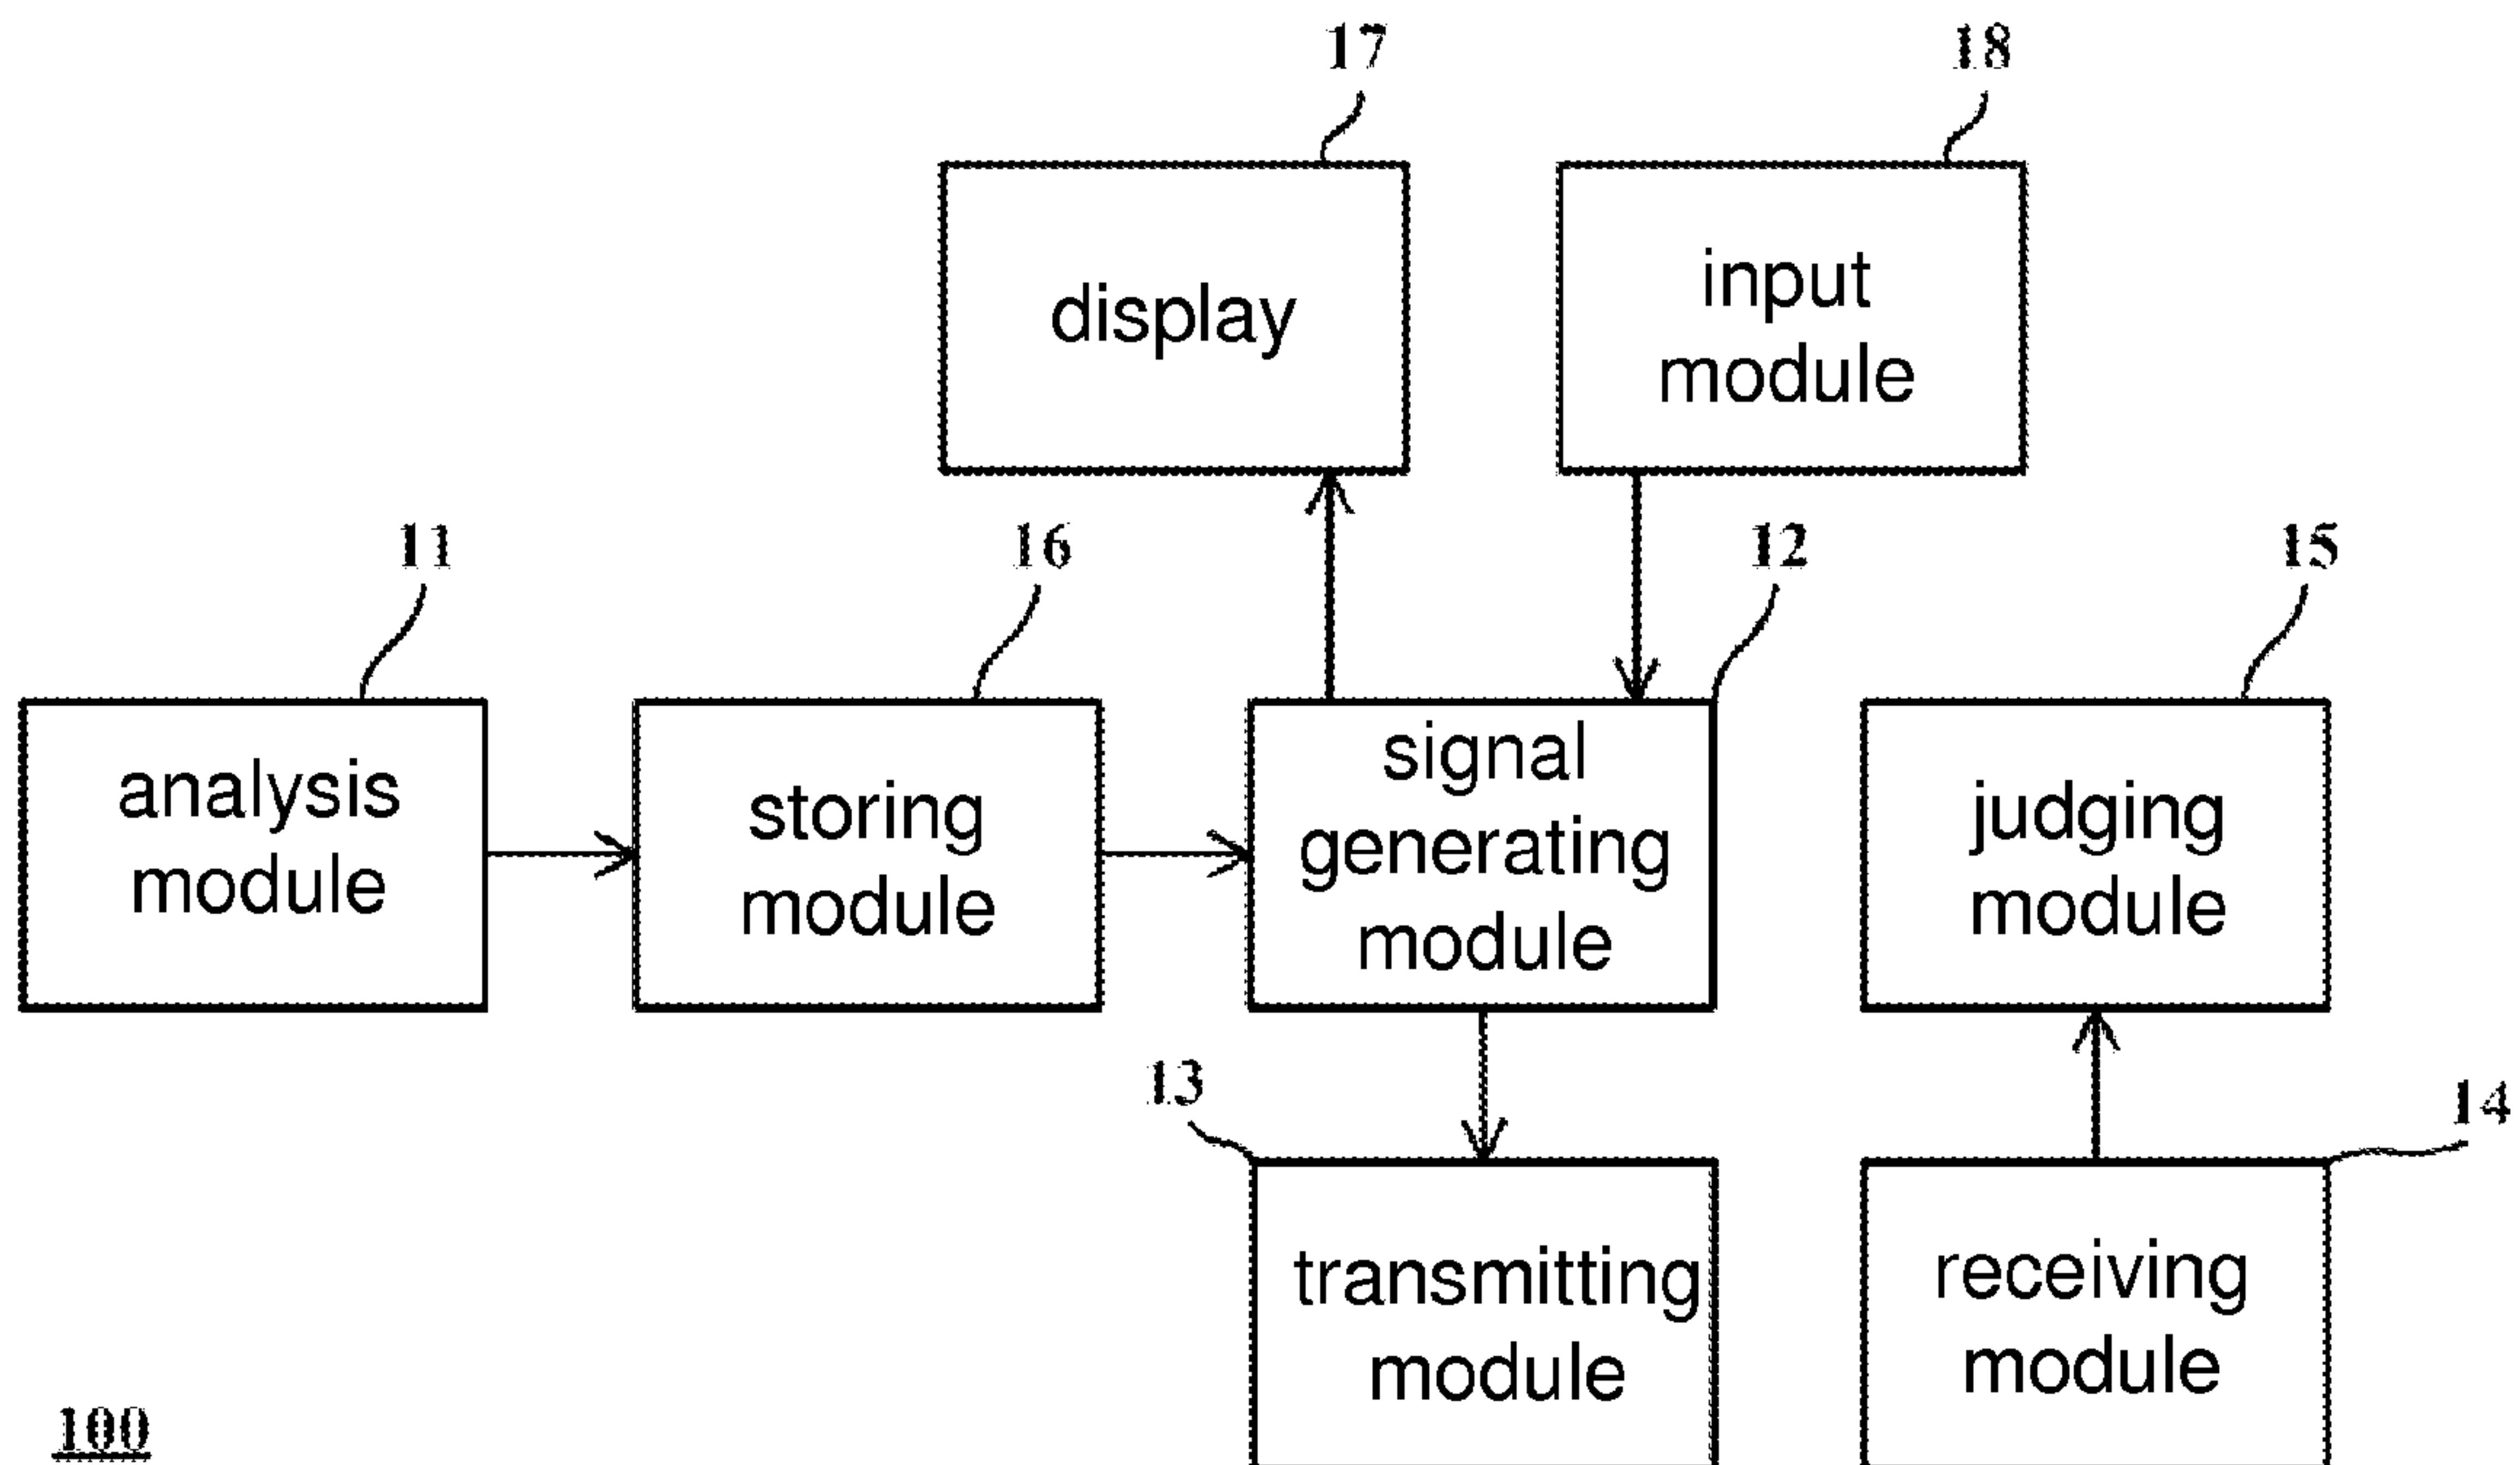 17
18
display
input
module
11
16
12
15
analysis
module
storing
module
signal
generating
module
judging
module
13
14
transmitting
module
receiving
module
100